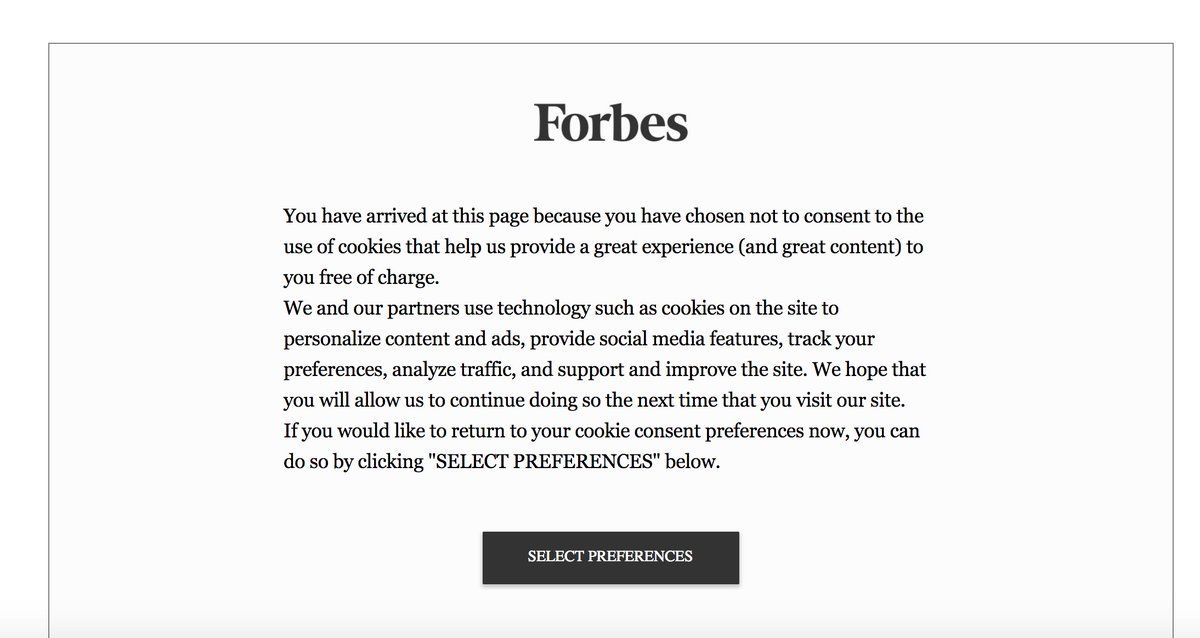 Forbes
You have arrived at this page because you have chosen not to consent to the
use of cookies that help us provide a great experience (and great content) to
you free of charge.
We and our partners use technology such as cookies on the site to
personalize content and ads, provide social media features, track your
preferences, analyze traffic, and support and improve the site. We hope that
you will allow us to continue doing so the next time that you visit our site.
If you would like to return to your cookie consent preferences now, you can
do so by clicking "SELECT PREFERENCES" below.
SELECT PREFERENCES